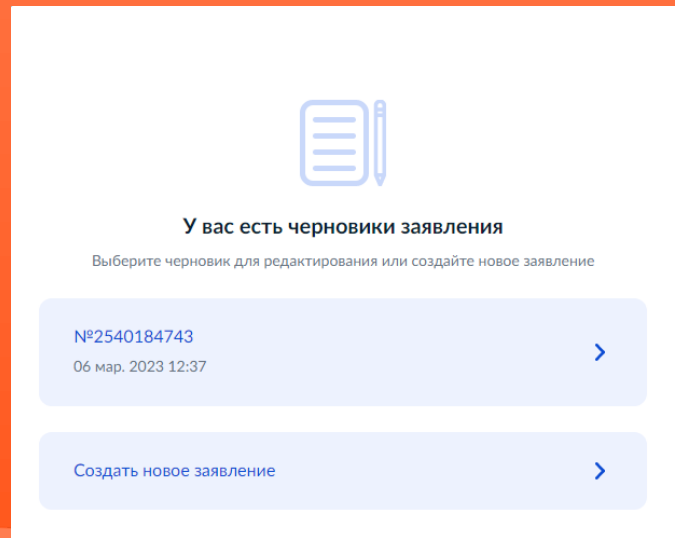 У вас есть черновики заявления
Выберите черновик для редактирования или создайте новое заявление
№2540184743
06 мар. 2023 12:37
Создать новое заявление